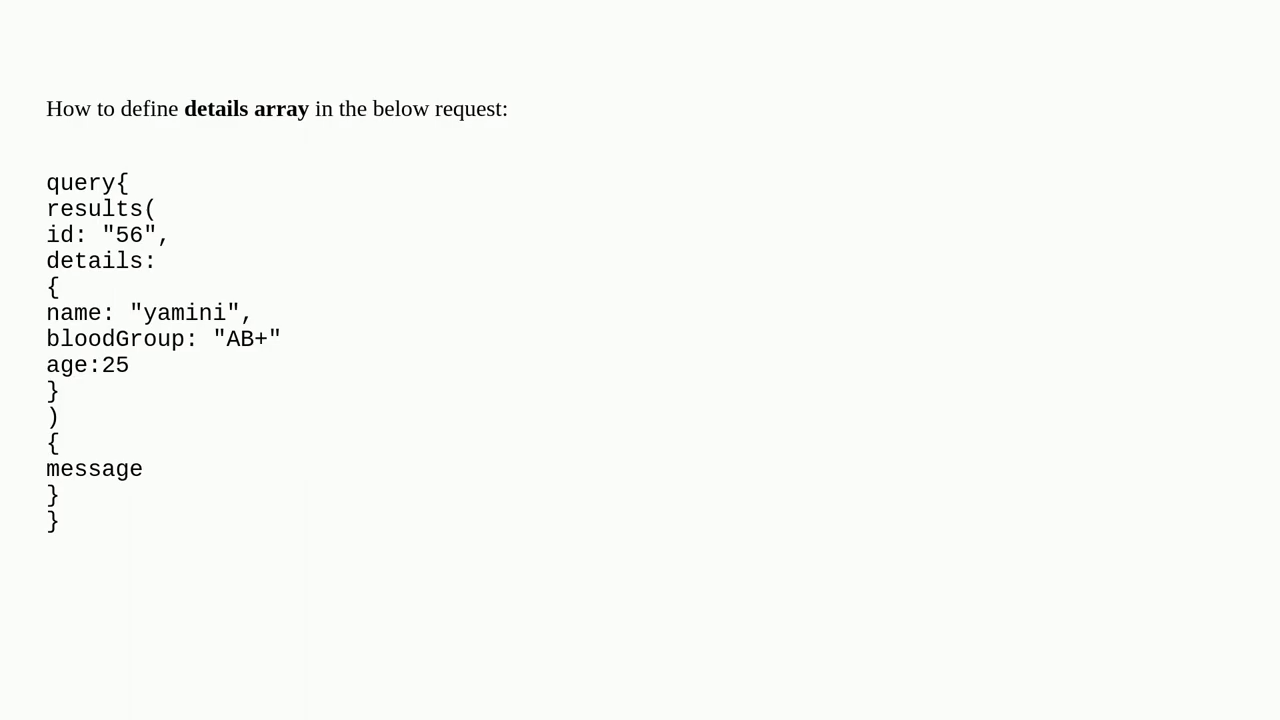 How to define details array in the below request:
query{
results(
id: "56",
details:
{
name: "yamini",
bloodGroup: "AB+"
age:25
}
)
{
message
}
}